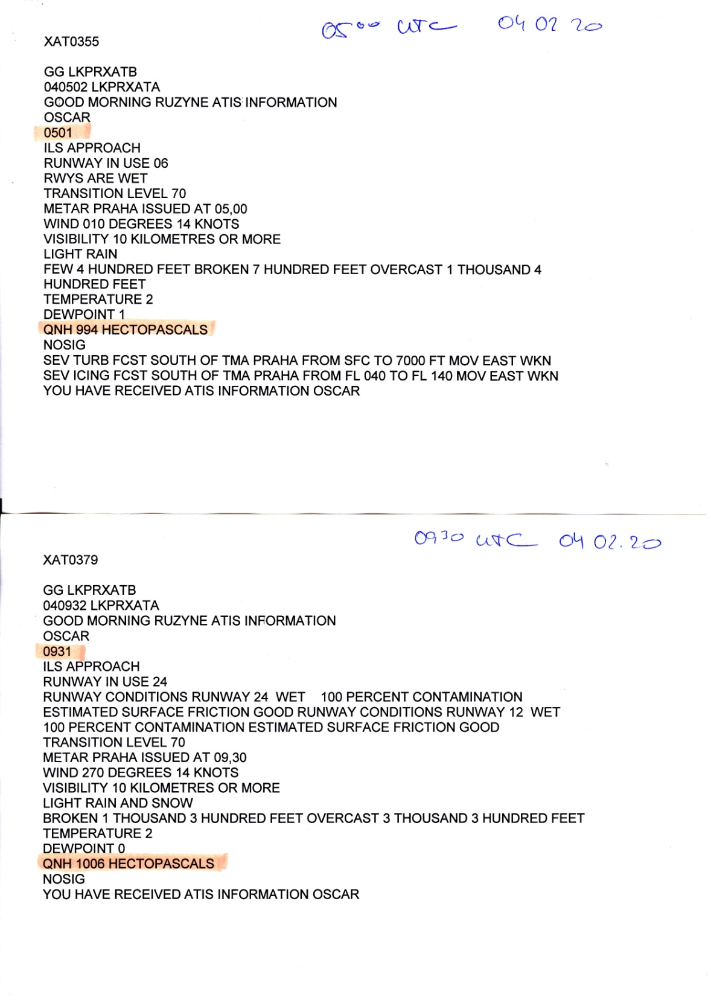 05⁰⁰ UTC 04 02 20
XAT0355
GG LKPRXATB
040502 LKPRXATA
GOOD MORNING RUZYNE ATIS INFORMATION
OSCAR
0501
ILS APPROACH
RUNWAY IN USE 06
RWYS ARE WET
TRANSITION LEVEL 70
METAR PRAHA ISSUED AT 05,00
WIND 010 DEGREES 14 KNOTS
VISIBILITY 10 KILOMETRES OR MORE
LIGHT RAIN
FEW 4 HUNDRED FEET BROKEN 7 HUNDRED FEET OVERCAST 1 THOUSAND 4
HUNDRED FEET
TEMPERATURE 2
DEWPOINT 1
QNH 994 HECTOPASCALS
NOSIG
SEV TURB FCST SOUTH OF TMA PRAHA FROM SFC TO 7000 FT MOV EAST WKN
SEV ICING FCST SOUTH OF TMA PRAHA FROM FL 040 TO FL 140 MOV EAST WKN
YOU HAVE RECEIVED ATIS INFORMATION OSCAR
09³⁰ UTC 04 02.20
XAT0379
GG LKPRXATB
040932 LKPRXATA
GOOD MORNING RUZYNE ATIS INFORMATION
OSCAR
0931
ILS APPROACH
RUNWAY IN USE 24
RUNWAY CONDITIONS RUNWAY 24 WET 100 PERCENT CONTAMINATION
ESTIMATED SURFACE FRICTION GOOD RUNWAY CONDITIONS RUNWAY 12 WET
100 PERCENT CONTAMINATION ESTIMATED SURFACE FRICTION GOOD
TRANSITION LEVEL 70
METAR PRAHA ISSUED AT 09,30
WIND 270 DEGREES 14 KNOTS
VISIBILITY 10 KILOMETRES OR MORE
LIGHT RAIN AND SNOW
BROKEN 1 THOUSAND 3 HUNDRED FEET OVERCAST 3 THOUSAND 3 HUNDRED FEET
TEMPERATURE 2
DEWPOINT 0
QNH 1006 HECTOPASCALS
NOSIG
YOU HAVE RECEIVED ATIS INFORMATION OSCAR